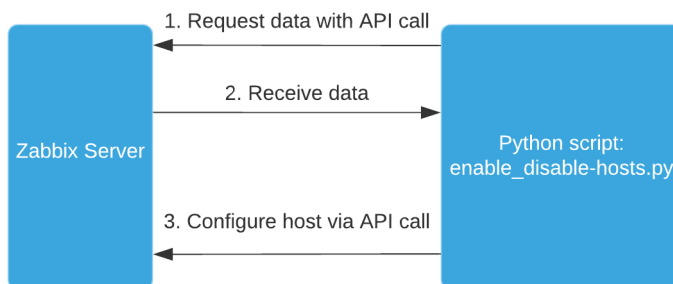 1. Request data with API call
2. Receive data
Zabbix Server
Python script:
enable_disable-hosts.py
3. Configure host via API call